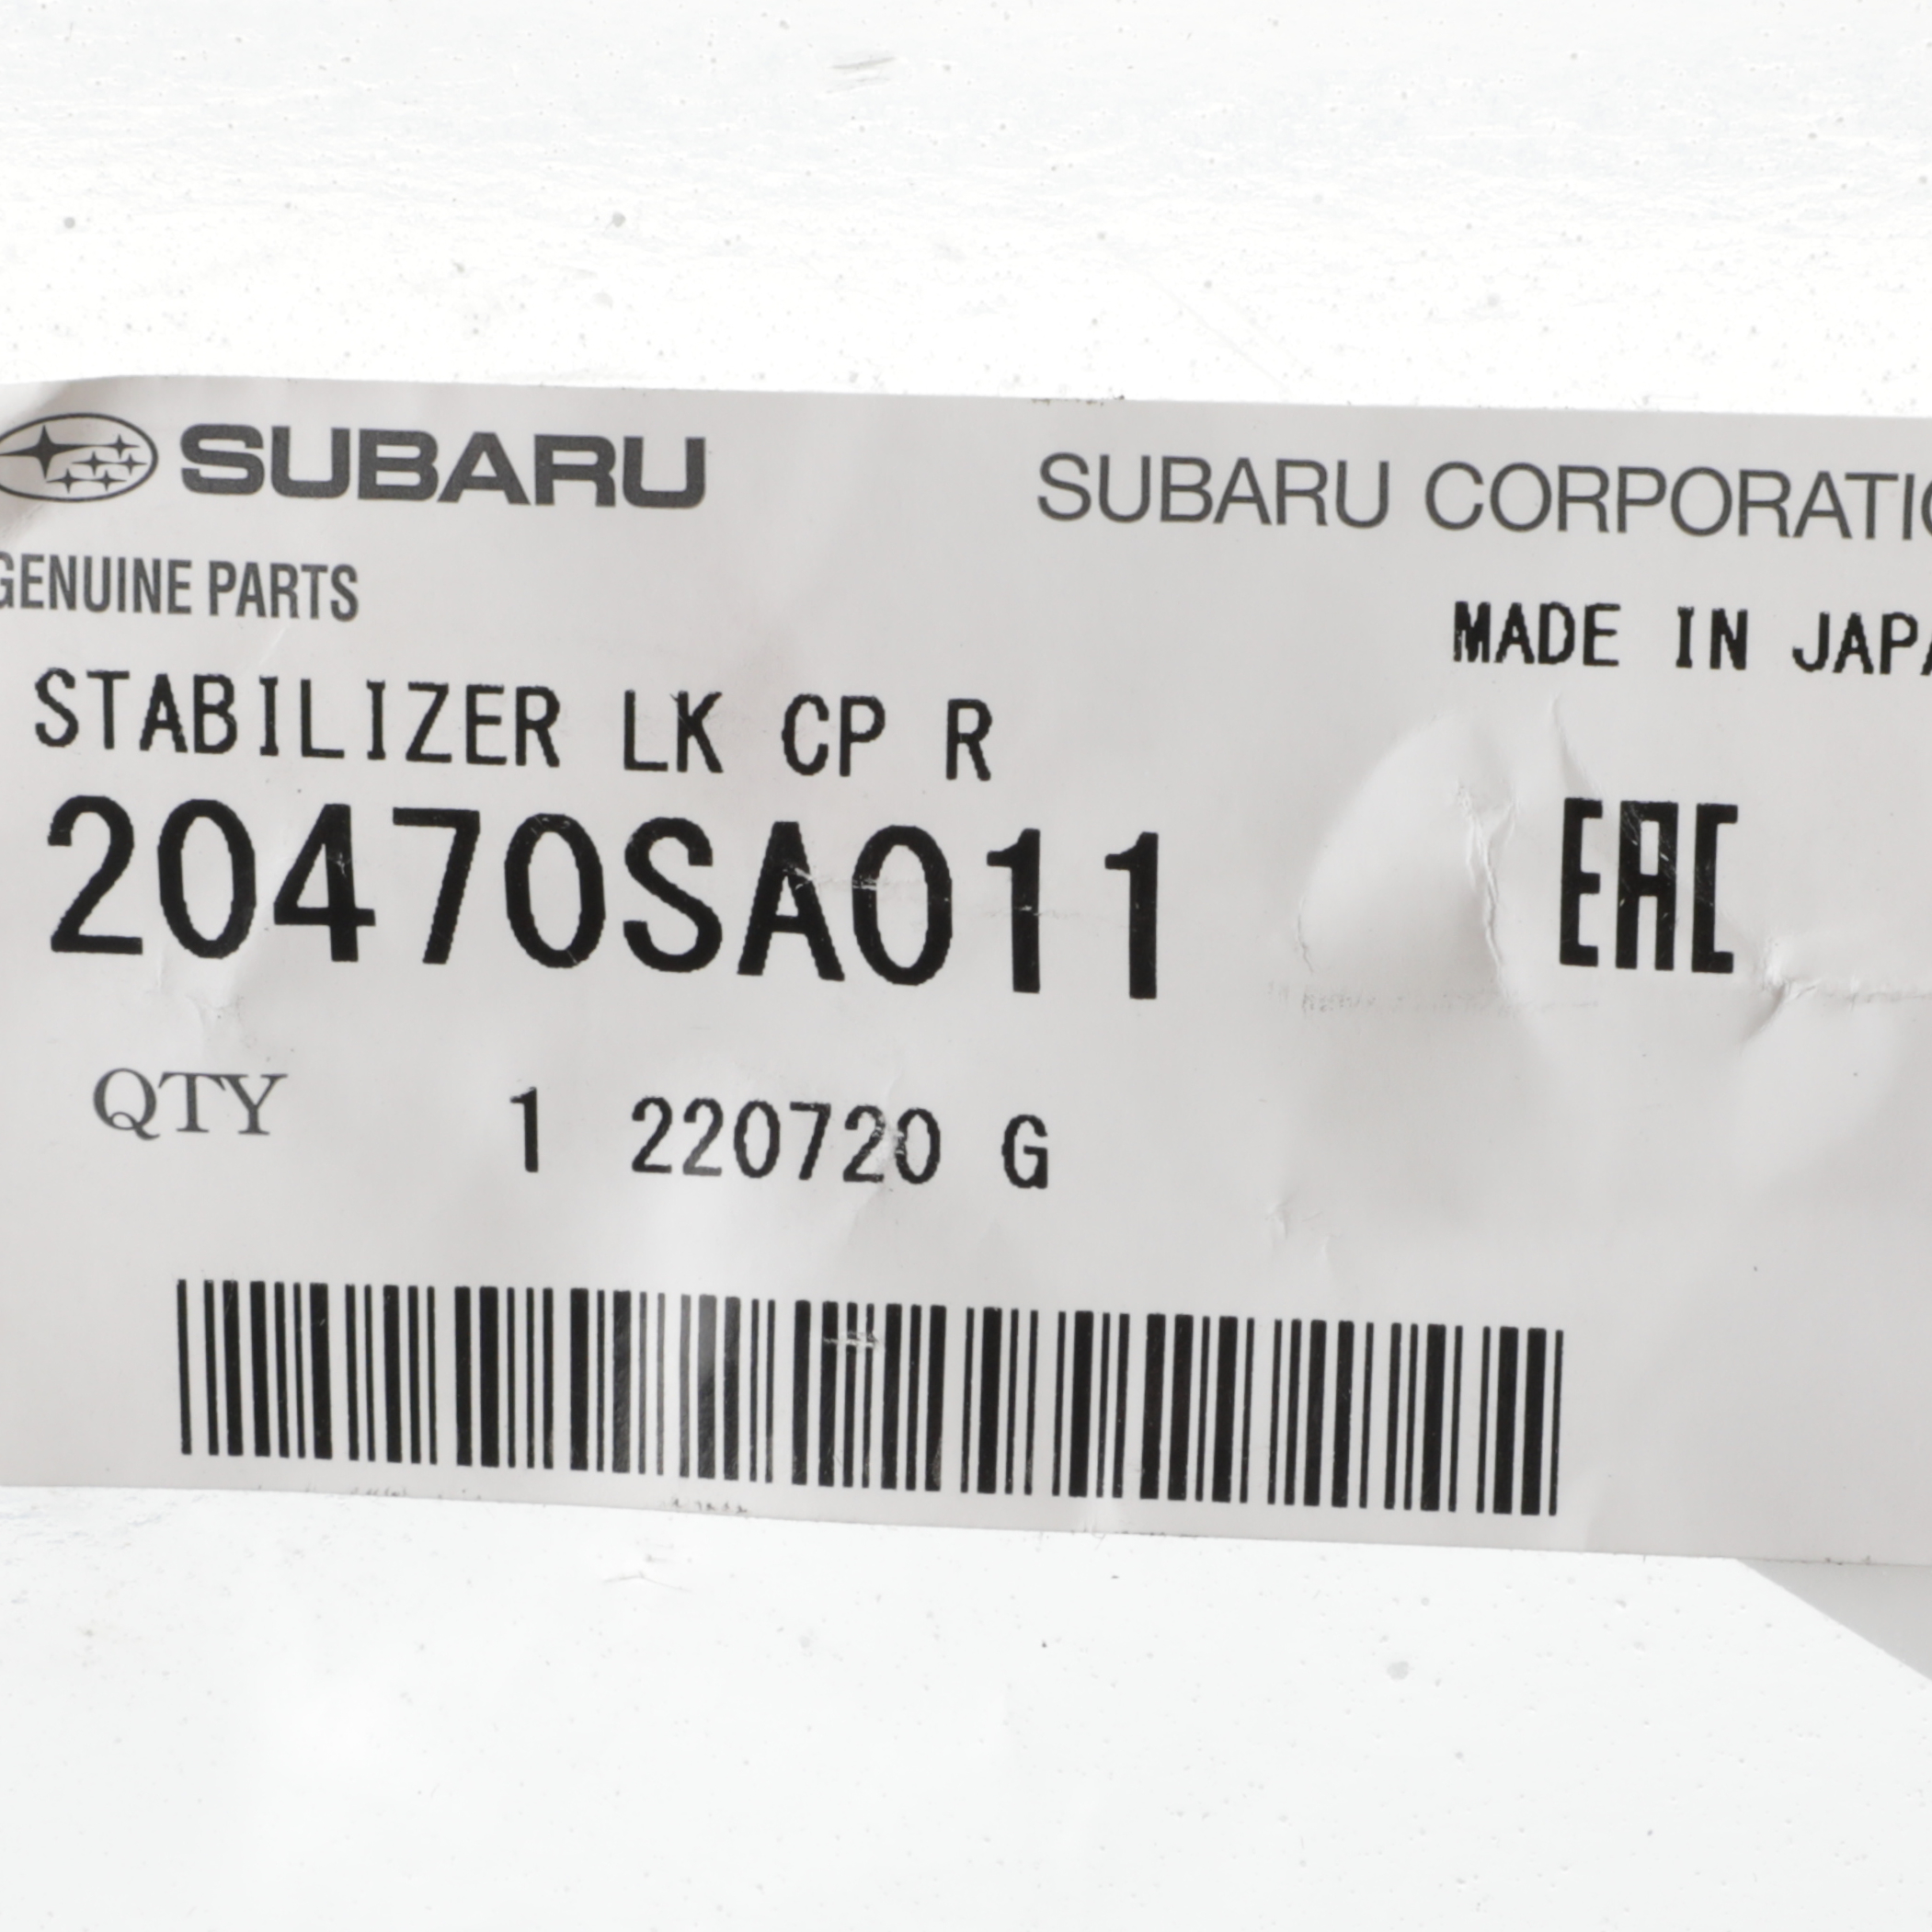 SUBARU
SUBARU CORPORATIO
GENUINE PARTS
MADE IN JAPA
STABILIZER LK CP R
20470SA011
EAC
QTY 1 220720 G